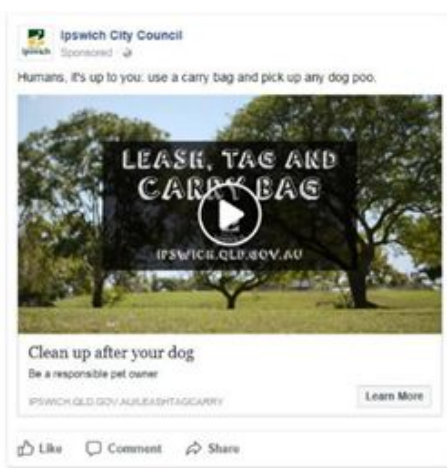 Ipswich City Council
Sponsored
Humans, it's up to you: use a carry bag and pick up any dog poo.
LEASH, TAG AND
CARRY BAG
IPSWICH.QLD.GOV.AU
Clean up after your dog
Be a responsible pet owner
IPSWICH.QLD.GOV.AU/LEASHTAGCARRY
Learn More
Like Comment Share